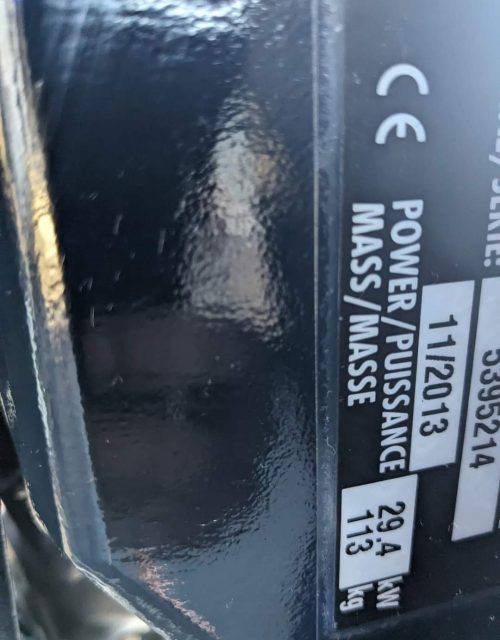 SERIE:
5395214
11/2013
CE
POWER/PUISSANCE 29.4 kW
MASS/MASSE 113 kg